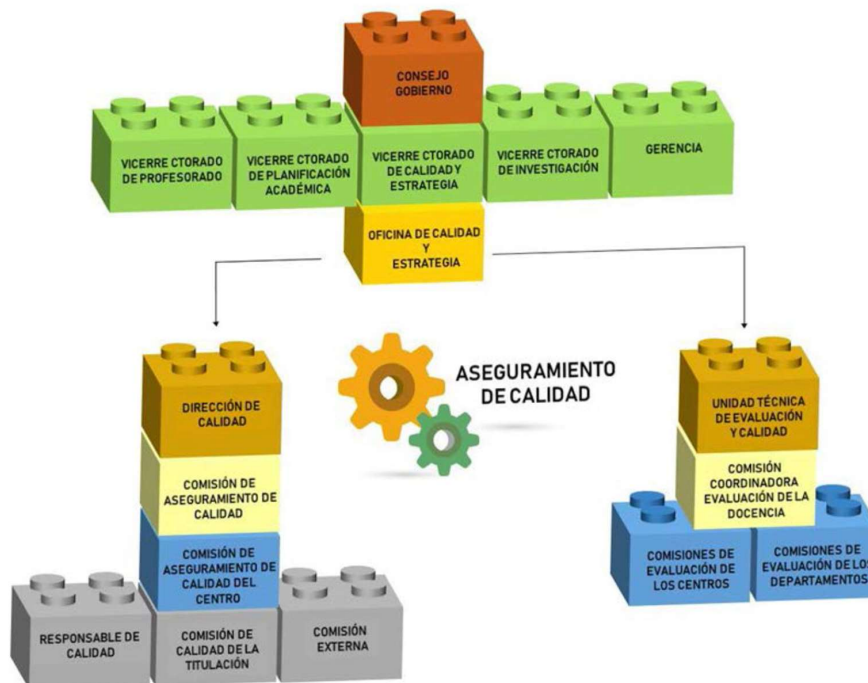 CONSEJO
GOBIERNO
VICERRE CTORADO
DE PROFESORADO
VICERRE CTORADO
DE PLANIFICACIÓN
ACADÉMICA
VICERRE CTORADO
DE CALIDAD Y
ESTRATEGIA
VICERRE CTORADO
DE INVESTIGACIÓN
GERENCIA
OFICINA DE CALIDAD
Y
ESTRATEGIA
DIRECCIÓN DE
CALIDAD
ASEGURAMIENTO
DE CALIDAD
UNIDAD TÉCNICA
DE EVALUACIÓN
Y CALIDAD
COMISIÓN DE
ASEGURAMIENTO DE
CALIDAD
COMISIÓN
COORDINADORA
EVALUACIÓN DE LA
DOCENCIA
COMISIÓN DE
ASEGURAMIENTO DE
CALIDAD DEL
CENTRO
COMISIONES DE
EVALUACIÓN DE
LOS CENTROS
COMISIONES DE
EVALUACIÓN DE LOS
DEPARTAMENTOS
RESPONSABLE DE
CALIDAD
COMISIÓN DE
CALIDAD DE LA
TITULACIÓN
COMISIÓN
EXTERNA